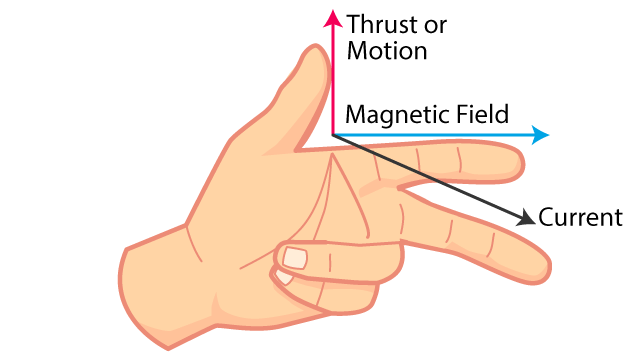 Thrust or
Motion
Magnetic Field
Current